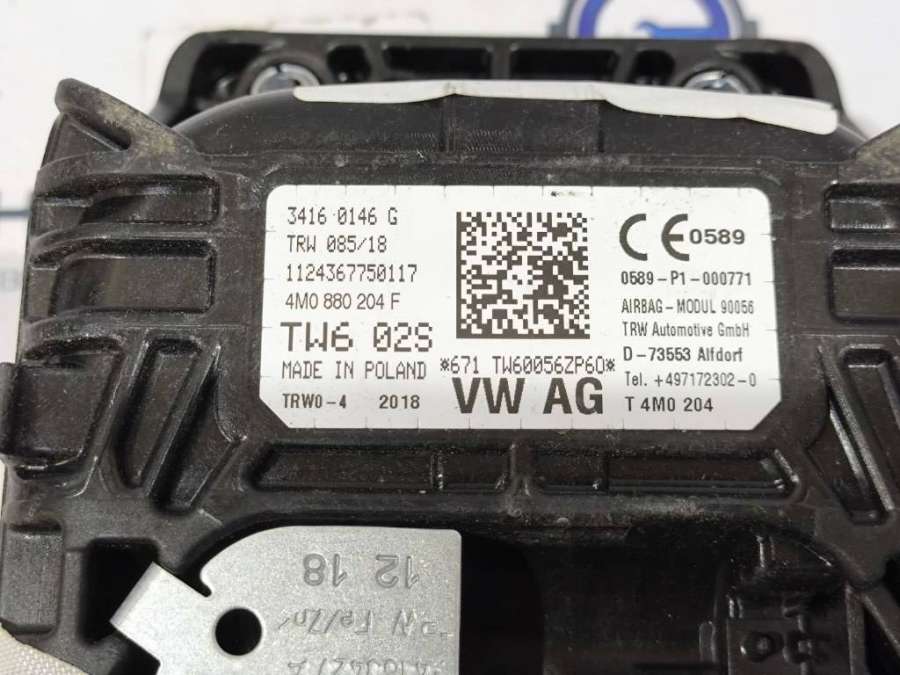 3416 0146 G
TRW 085/18
1124367750117
4M0 880 204 F
TW6 02S
MADE IN POLAND
*671 TW60056ZP60*
TRW0-4 2018
VW AG
CE 0589
0589-P1-000771
AIRBAG-MODUL 90056
TRW Automotive GmbH
D-73553 Alfdorf
Tel. +497172302-0
T 4M0 204
12 18
Fe/Zn